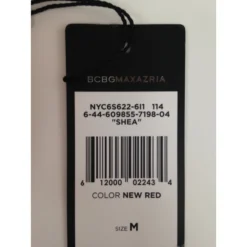 BCBGMAXAZRIA
NYC6S622-6I1 114
6-44-609855-7198-04
"SHEA"
6 12000 02243 4
COLOR NEW RED
SIZE M